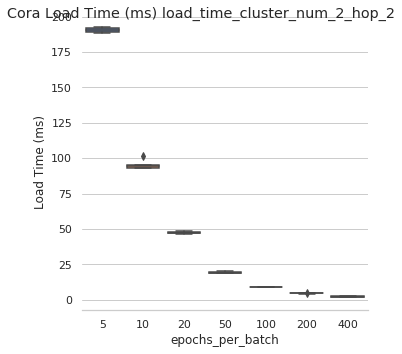 Cora Load Time (ms) load_time_cluster_num_2_hop_2
200
175
150
125
100
75
50
25
0
Load Time (ms)
5 10 20 50 100 200 400
epochs_per_batch